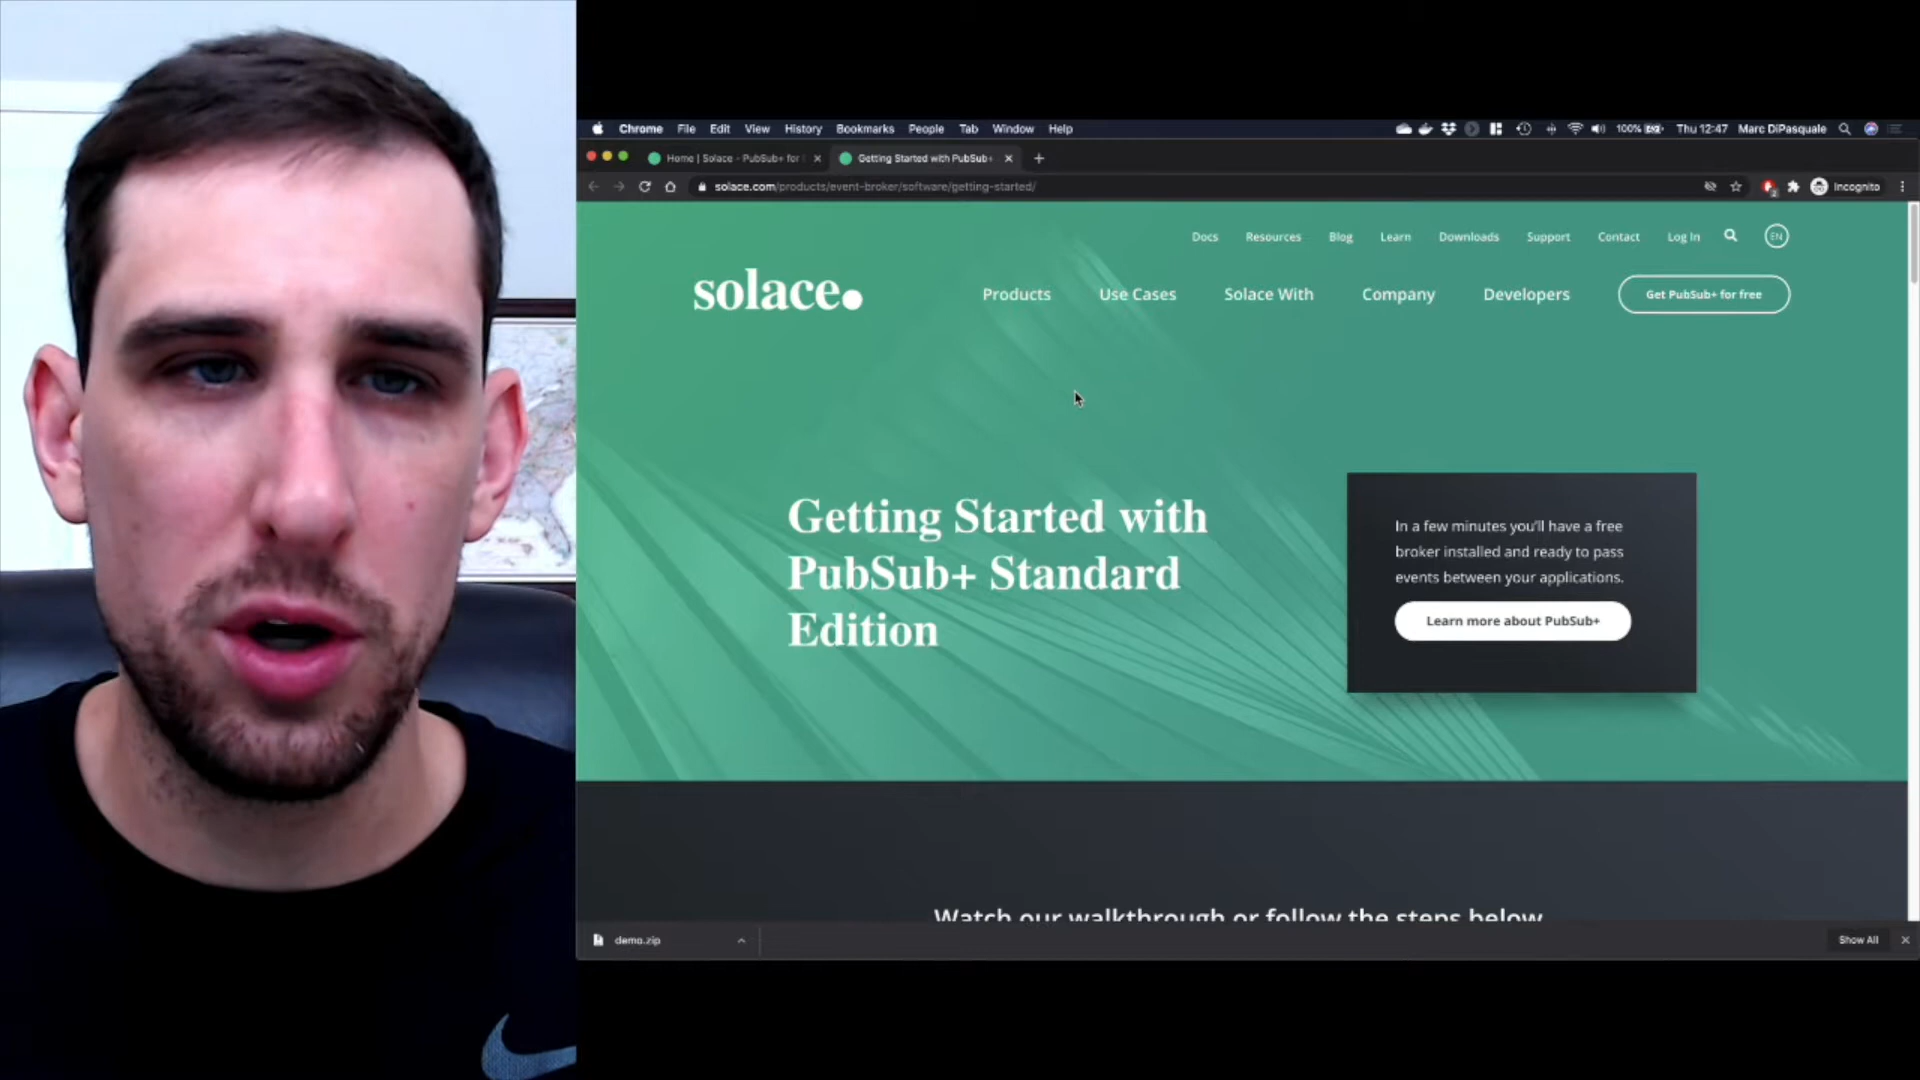 Chrome File Edit View History Bookmarks People Tab Window Help 100% Thu 12:47 Marc DiPasquale
Home | Solace - PubSub+ for Getting Started with PubSub+
solace.com/products/event-broker/software/getting-started/ Incognito
Docs Resources Blog Learn Downloads Support Contact Log In EN
solace. Products Use Cases Solace With Company Developers Get PubSub+ for free
Getting Started with
PubSub+ Standard
Edition
In a few minutes you'll have a free
broker installed and ready to pass
events between your applications.
Learn more about PubSub+
Watch our walkthrough or follow the steps below
demo.zip Show All